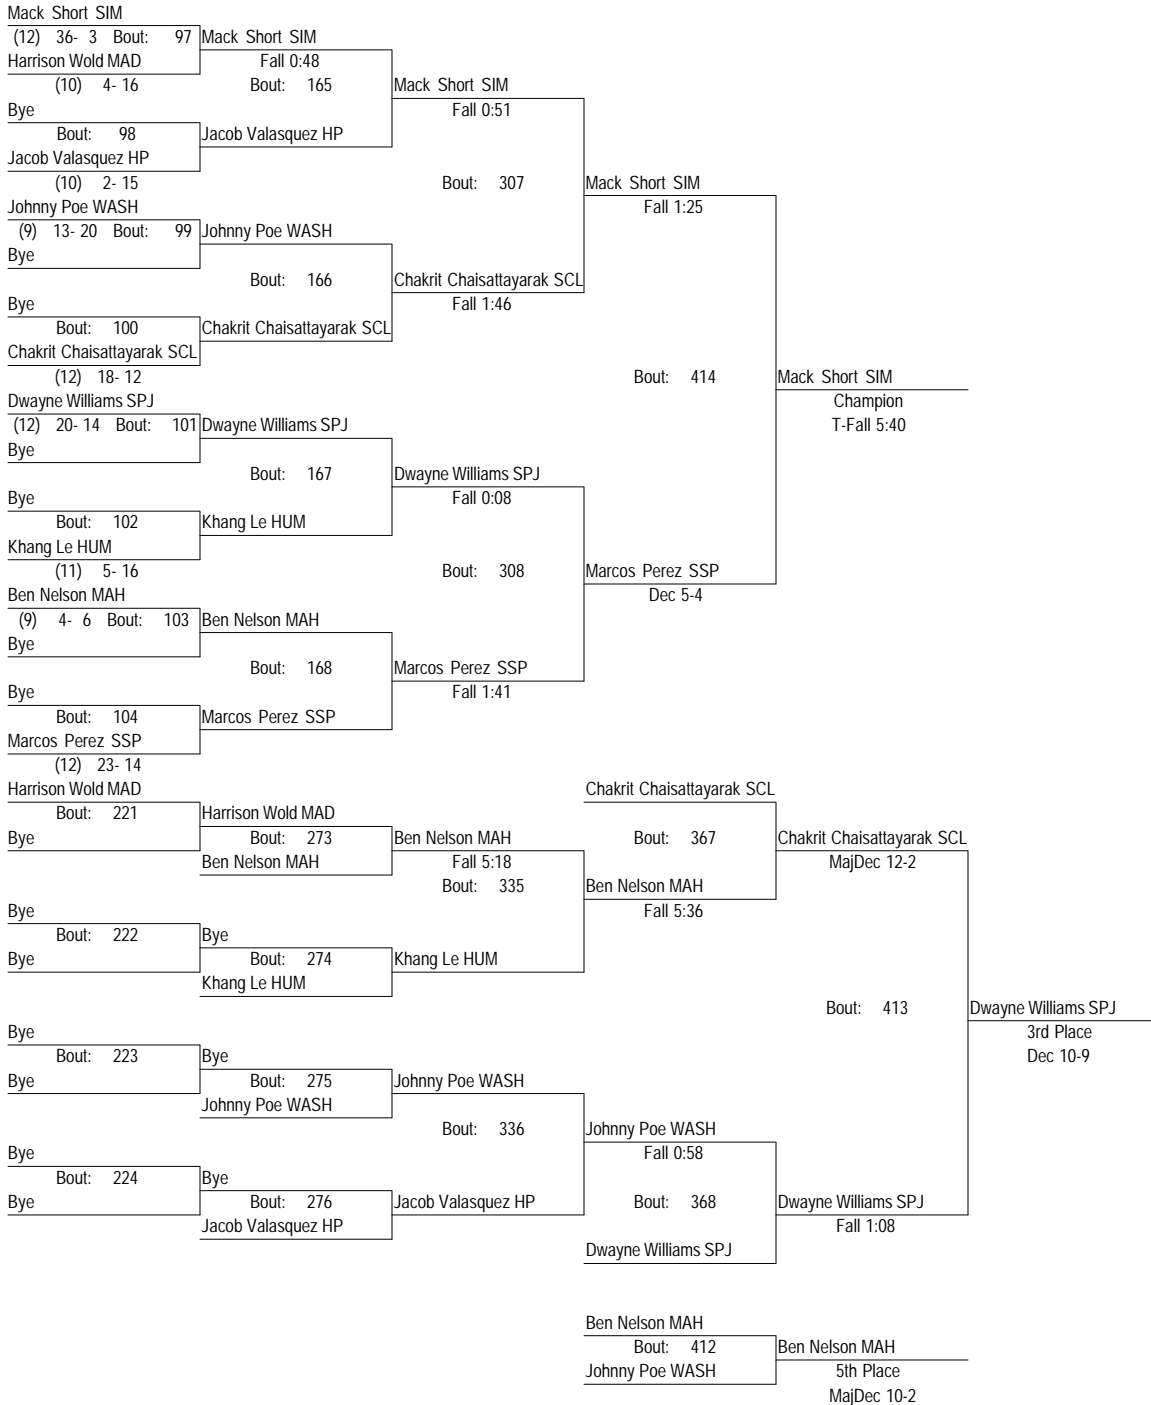 Mack Short SIM
(12) 36- 3 Bout: 97 Mack Short SIM
Harrison Wold MAD Fall 0:48
(10) 4- 16 Bout: 165 Mack Short SIM
Bye Fall 0:51
Bout: 98 Jacob Valasquez HP
Jacob Valasquez HP
(10) 2- 15 Bout: 307 Mack Short SIM
Johnny Poe WASH Fall 1:25
(9) 13- 20 Bout: 99 Johnny Poe WASH
Bye
Bout: 166 Chakrit Chaisattayarak SCL
Bye Fall 1:46
Bout: 100 Chakrit Chaisattayarak SCL
Chakrit Chaisattayarak SCL
(12) 18- 12 Bout: 414 Mack Short SIM
Dwayne Williams SPJ Champion
(12) 20- 14 Bout: 101 Dwayne Williams SPJ T-Fall 5:40
Bye
Bout: 167 Dwayne Williams SPJ
Bye Fall 0:08
Bout: 102 Khang Le HUM
Khang Le HUM
(11) 5- 16 Bout: 308 Marcos Perez SSP
Ben Nelson MAH Dec 5-4
(9) 4- 6 Bout: 103 Ben Nelson MAH
Bye
Bout: 168 Marcos Perez SSP
Bye Fall 1:41
Bout: 104 Marcos Perez SSP
Marcos Perez SSP
(12) 23- 14
Harrison Wold MAD Chakrit Chaisattayarak SCL
Bout: 221 Harrison Wold MAD
Bye Bout: 273 Ben Nelson MAH Bout: 367 Chakrit Chaisattayarak SCL
Ben Nelson MAH Fall 5:18 MajDec 12-2
Bout: 335 Ben Nelson MAH
Bye Fall 5:36
Bout: 222 Bye
Bye Bout: 274 Khang Le HUM
Khang Le HUM
Bout: 413 Dwayne Williams SPJ
Bye 3rd Place
Bout: 223 Bye Dec 10-9
Bye Bout: 275 Johnny Poe WASH
Johnny Poe WASH
Bout: 336 Johnny Poe WASH
Bye Fall 0:58
Bout: 224 Bye
Bye Bout: 276 Jacob Valasquez HP Bout: 368 Dwayne Williams SPJ
Jacob Valasquez HP Fall 1:08
Dwayne Williams SPJ
Ben Nelson MAH
Bout: 412 Ben Nelson MAH
Johnny Poe WASH 5th Place
MajDec 10-2